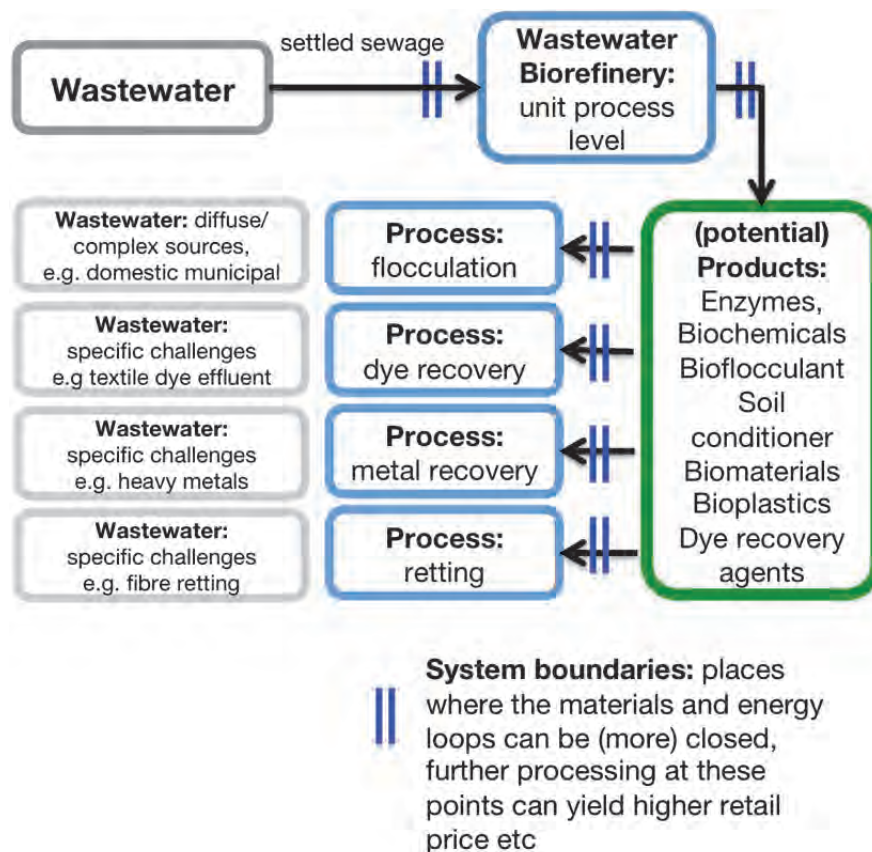 settled sewage
Wastewater
Wastewater
Biorefinery:
unit process
level
Wastewater: diffuse/
complex sources,
e.g. domestic municipal
Process:
flocculation
Wastewater:
specific challenges
e.g textile dye effluent
Process:
dye recovery
Wastewater:
specific challenges
e.g. heavy metals
Process:
metal recovery
Wastewater:
specific challenges
e.g. fibre retting
Process:
retting
(potential)
Products:
Enzymes,
Biochemicals
Bioflocculant
Soil
conditioner
Biomaterials
Bioplastics
Dye recovery
agents
System boundaries: places
where the materials and energy
loops can be (more) closed,
further processing at these
points can yield higher retail
price etc